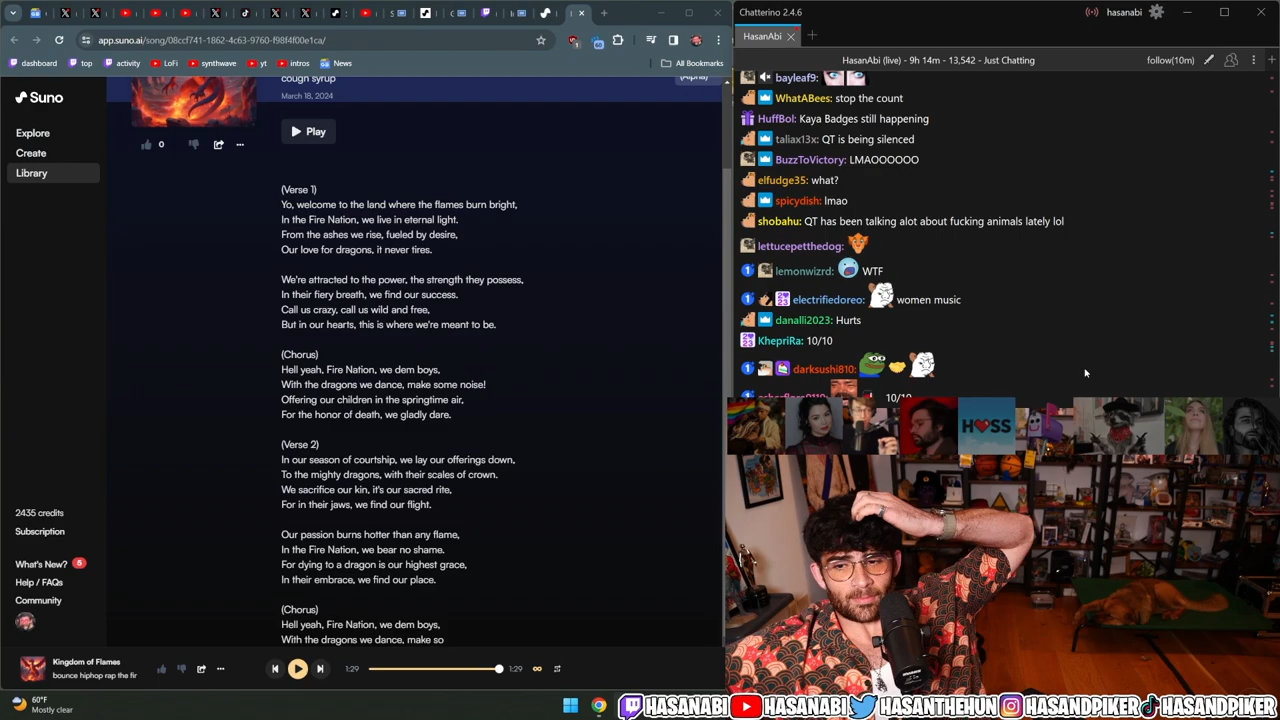 Chatterino 2.4.6
hasanabi
app.suno.ai/song/08ccf741-1862-4c63-9760-f98f4f00e1ca/
HasanAbi
dashboard
top
activity
LoFi
synthwave
yt
intros
News
All Bookmarks
HasanAbi (live) - 9h 14m - 13,542 - Just Chatting
follow(10m)
Suno
Explore
Create
Library
2435 credits
Subscription
What's New?
5
Help / FAQs
Community
cough syrup
March 18, 2024
Play
0
(Verse 1)
Yo, welcome to the land where the flames burn bright,
In the Fire Nation, we live in eternal light.
From the ashes we rise, fueled by desire,
Our love for dragons, it never tires.
We're attracted to the power, the strength they possess,
In their fiery breath, we find our success.
Call us crazy, call us wild and free,
But in our hearts, this is where we're meant to be.
(Chorus)
Hell yeah, Fire Nation, we dem boys,
With the dragons we dance, make some noise!
Offering our children in the springtime air,
For the honor of death, we gladly dare.
(Verse 2)
In our season of courtship, we lay our offerings down,
To the mighty dragons, with their scales of crown.
We sacrifice our kin, it's our sacred rite,
For in their jaws, we find our flight.
Our passion burns hotter than any flame,
In the Fire Nation, we bear no shame.
For dying to a dragon is our highest grace,
In their embrace, we find our place.
(Chorus)
Hell yeah, Fire Nation, we dem boys,
With the dragons we dance, make so
Kingdom of Flames
bounce hiphop rap the fir
1:29
1:29
bayleaf9:
WhatABees: stop the count
HuffBol: Kaya Badges still happening
taliax13x: QT is being silenced
BuzzToVictory: LMAOOOOOO
elfudge35: what?
spicydish: lmao
shobahu: QT has been talking alot about fucking animals lately lol
lettucepetthedog:
lemonwizrd: WTF
electrifiedoreo: women music
danalli2023: Hurts
KhepriRa: 10/10
darksushi810:
10/10
HOSS
60°F
Mostly clear
HASANABI
HASANABI
HASANTHEHUN
HASANDPIKER
HASANDPIKER